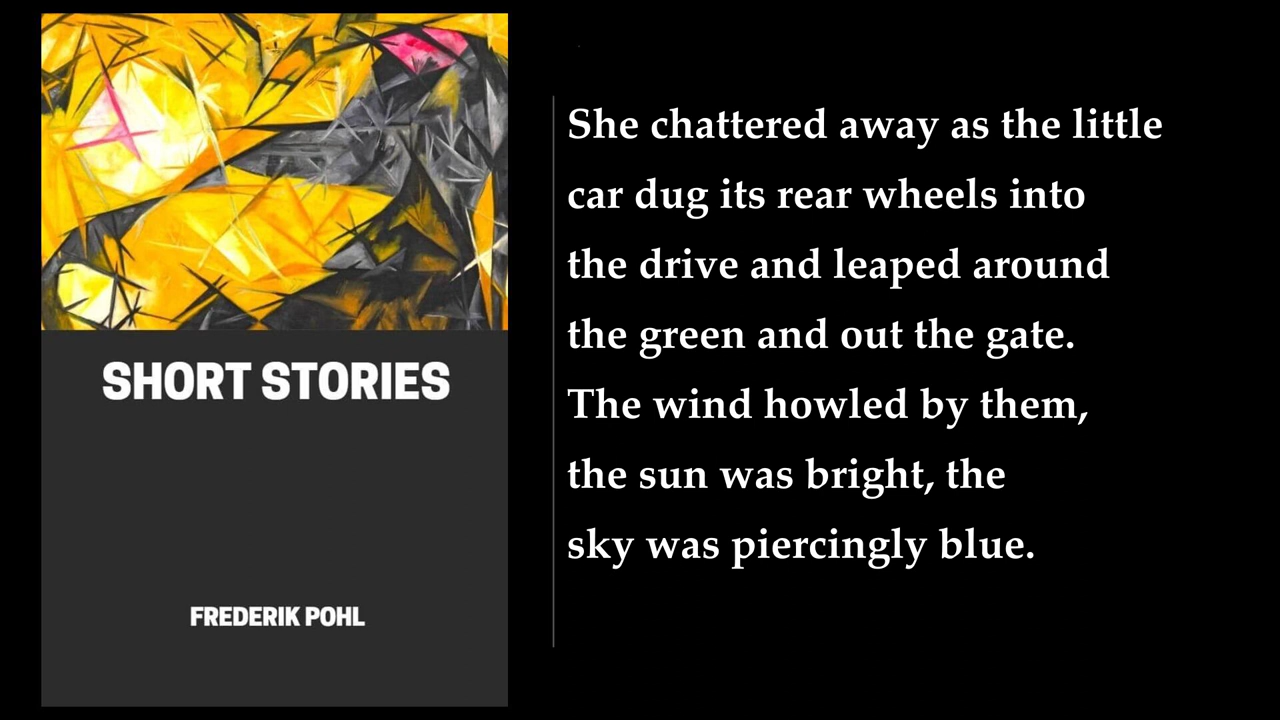 SHORT STORIES
FREDERIK POHL
She chattered away as the little
car dug its rear wheels into
the drive and leaped around
the green and out the gate.
The wind howled by them,
the sun was bright, the
sky was piercingly blue.